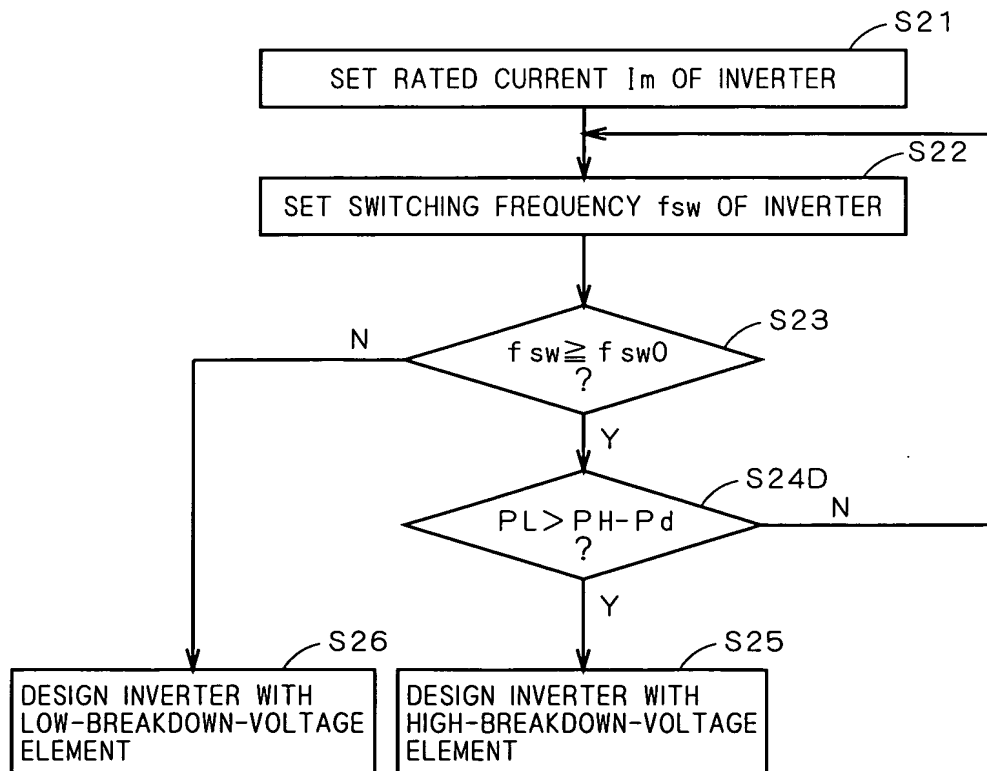 S21
SET RATED CURRENT Im OF INVERTER
S22
SET SWITCHING FREQUENCY fsw OF INVERTER
S23
N
fsw≧fsw0
?
Y
S24D
N
PL>PH-Pd
?
Y
S26
S25
DESIGN INVERTER WITH
LOW-BREAKDOWN-VOLTAGE
ELEMENT
DESIGN INVERTER WITH
HIGH-BREAKDOWN-VOLTAGE
ELEMENT